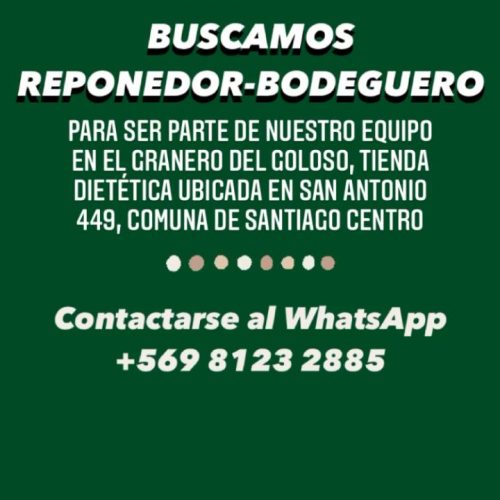 BUSCAMOS
REPONEDOR-BODEGUERO
PARA SER PARTE DE NUESTRO EQUIPO
EN EL GRANERO DEL GOLOSO, TIENDA
DIETÉTICA UBICADA EN SAN ANTONIO
449, COMUNA DE SANTIAGO CENTRO
Contactarse al WhatsApp
+569 8123 2885